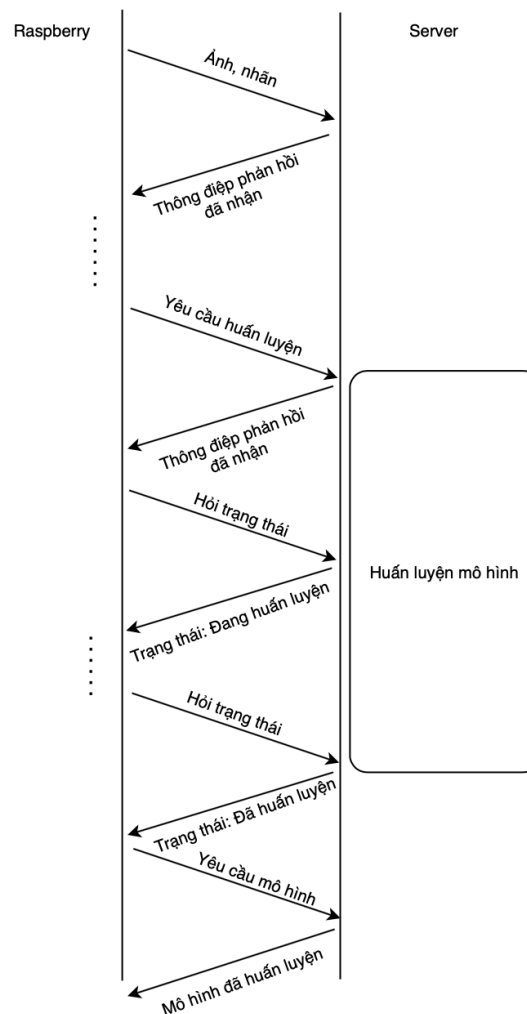 Raspberry
Server
Ảnh, nhãn
Thông điệp phản hồi
đã nhận
Yêu cầu huấn luyện
Thông điệp phản hồi
đã nhận
Hỏi trạng thái
Huấn luyện mô hình
Trạng thái: Đang huấn luyện
Hỏi trạng thái
Trạng thái: Đã huấn luyện
Yêu cầu mô hình
Mô hình đã huấn luyện